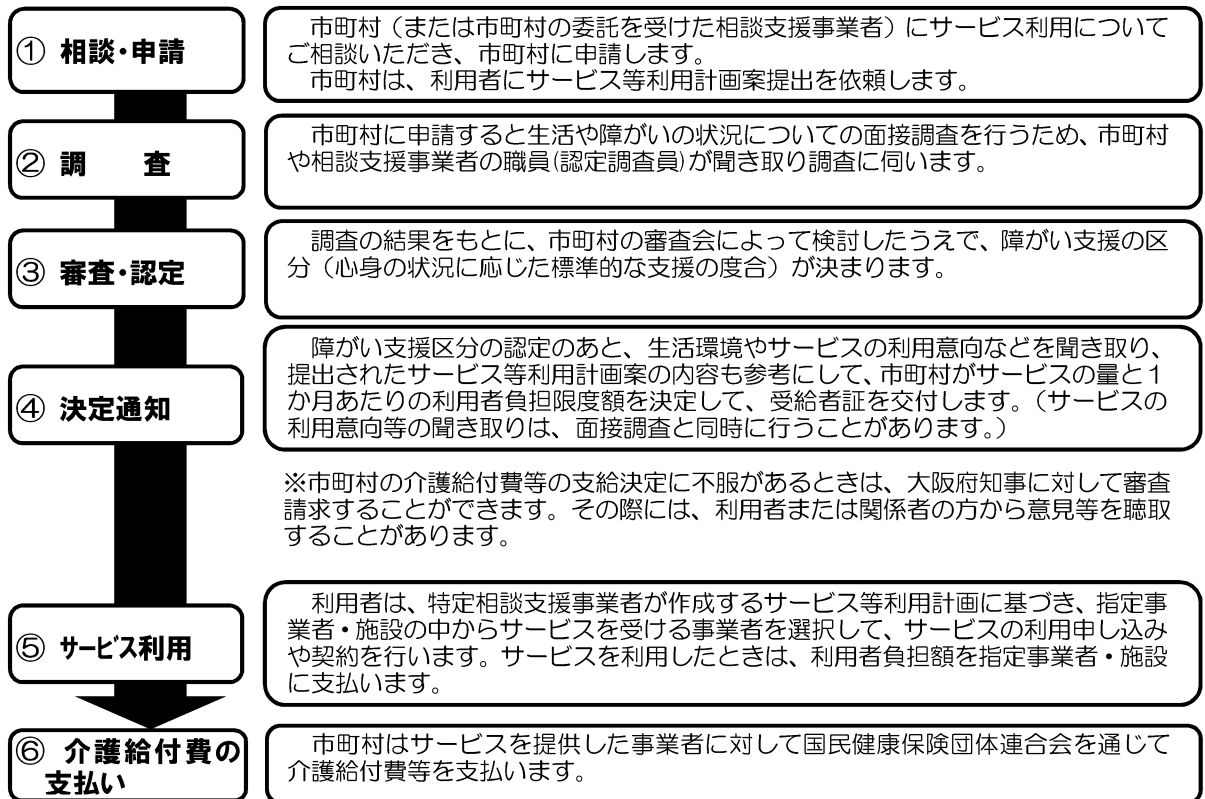 ① 相談・申請
市町村（または市町村の委託を受けた相談支援事業者）にサービス利用について
ご相談いただき、市町村に申請します。
市町村は、利用者にサービス等利用計画案提出を依頼します。
② 調　　査
市町村に申請すると生活や障がいの状況についての面接調査を行うため、市町村
や相談支援事業者の職員(認定調査員)が聞き取り調査に伺います。
③ 審査・認定
調査の結果をもとに、市町村の審査会によって検討したうえで、障がい支援の区
分（心身の状況に応じた標準的な支援の度合）が決まります。
④ 決定通知
障がい支援区分の認定のあと、生活環境やサービスの利用意向などを聞き取り、
提出されたサービス等利用計画案の内容も参考にして、市町村がサービスの量と１
か月あたりの利用者負担限度額を決定して、受給者証を交付します。（サービスの
利用意向等の聞き取りは、面接調査と同時に行うことがあります。）
※市町村の介護給付費等の支給決定に不服があるときは、大阪府知事に対して審査
請求することができます。その際には、利用者または関係者の方から意見等を聴取
することがあります。
⑤ サービス利用
利用者は、特定相談支援事業者が作成するサービス等利用計画に基づき、指定事
業者・施設の中からサービスを受ける事業者を選択して、サービスの利用申し込み
や契約を行います。サービスを利用したときは、利用者負担額を指定事業者・施設
に支払います。
⑥ 介護給付費の
支払い
市町村はサービスを提供した事業者に対して国民健康保険団体連合会を通じて
介護給付費等を支払います。